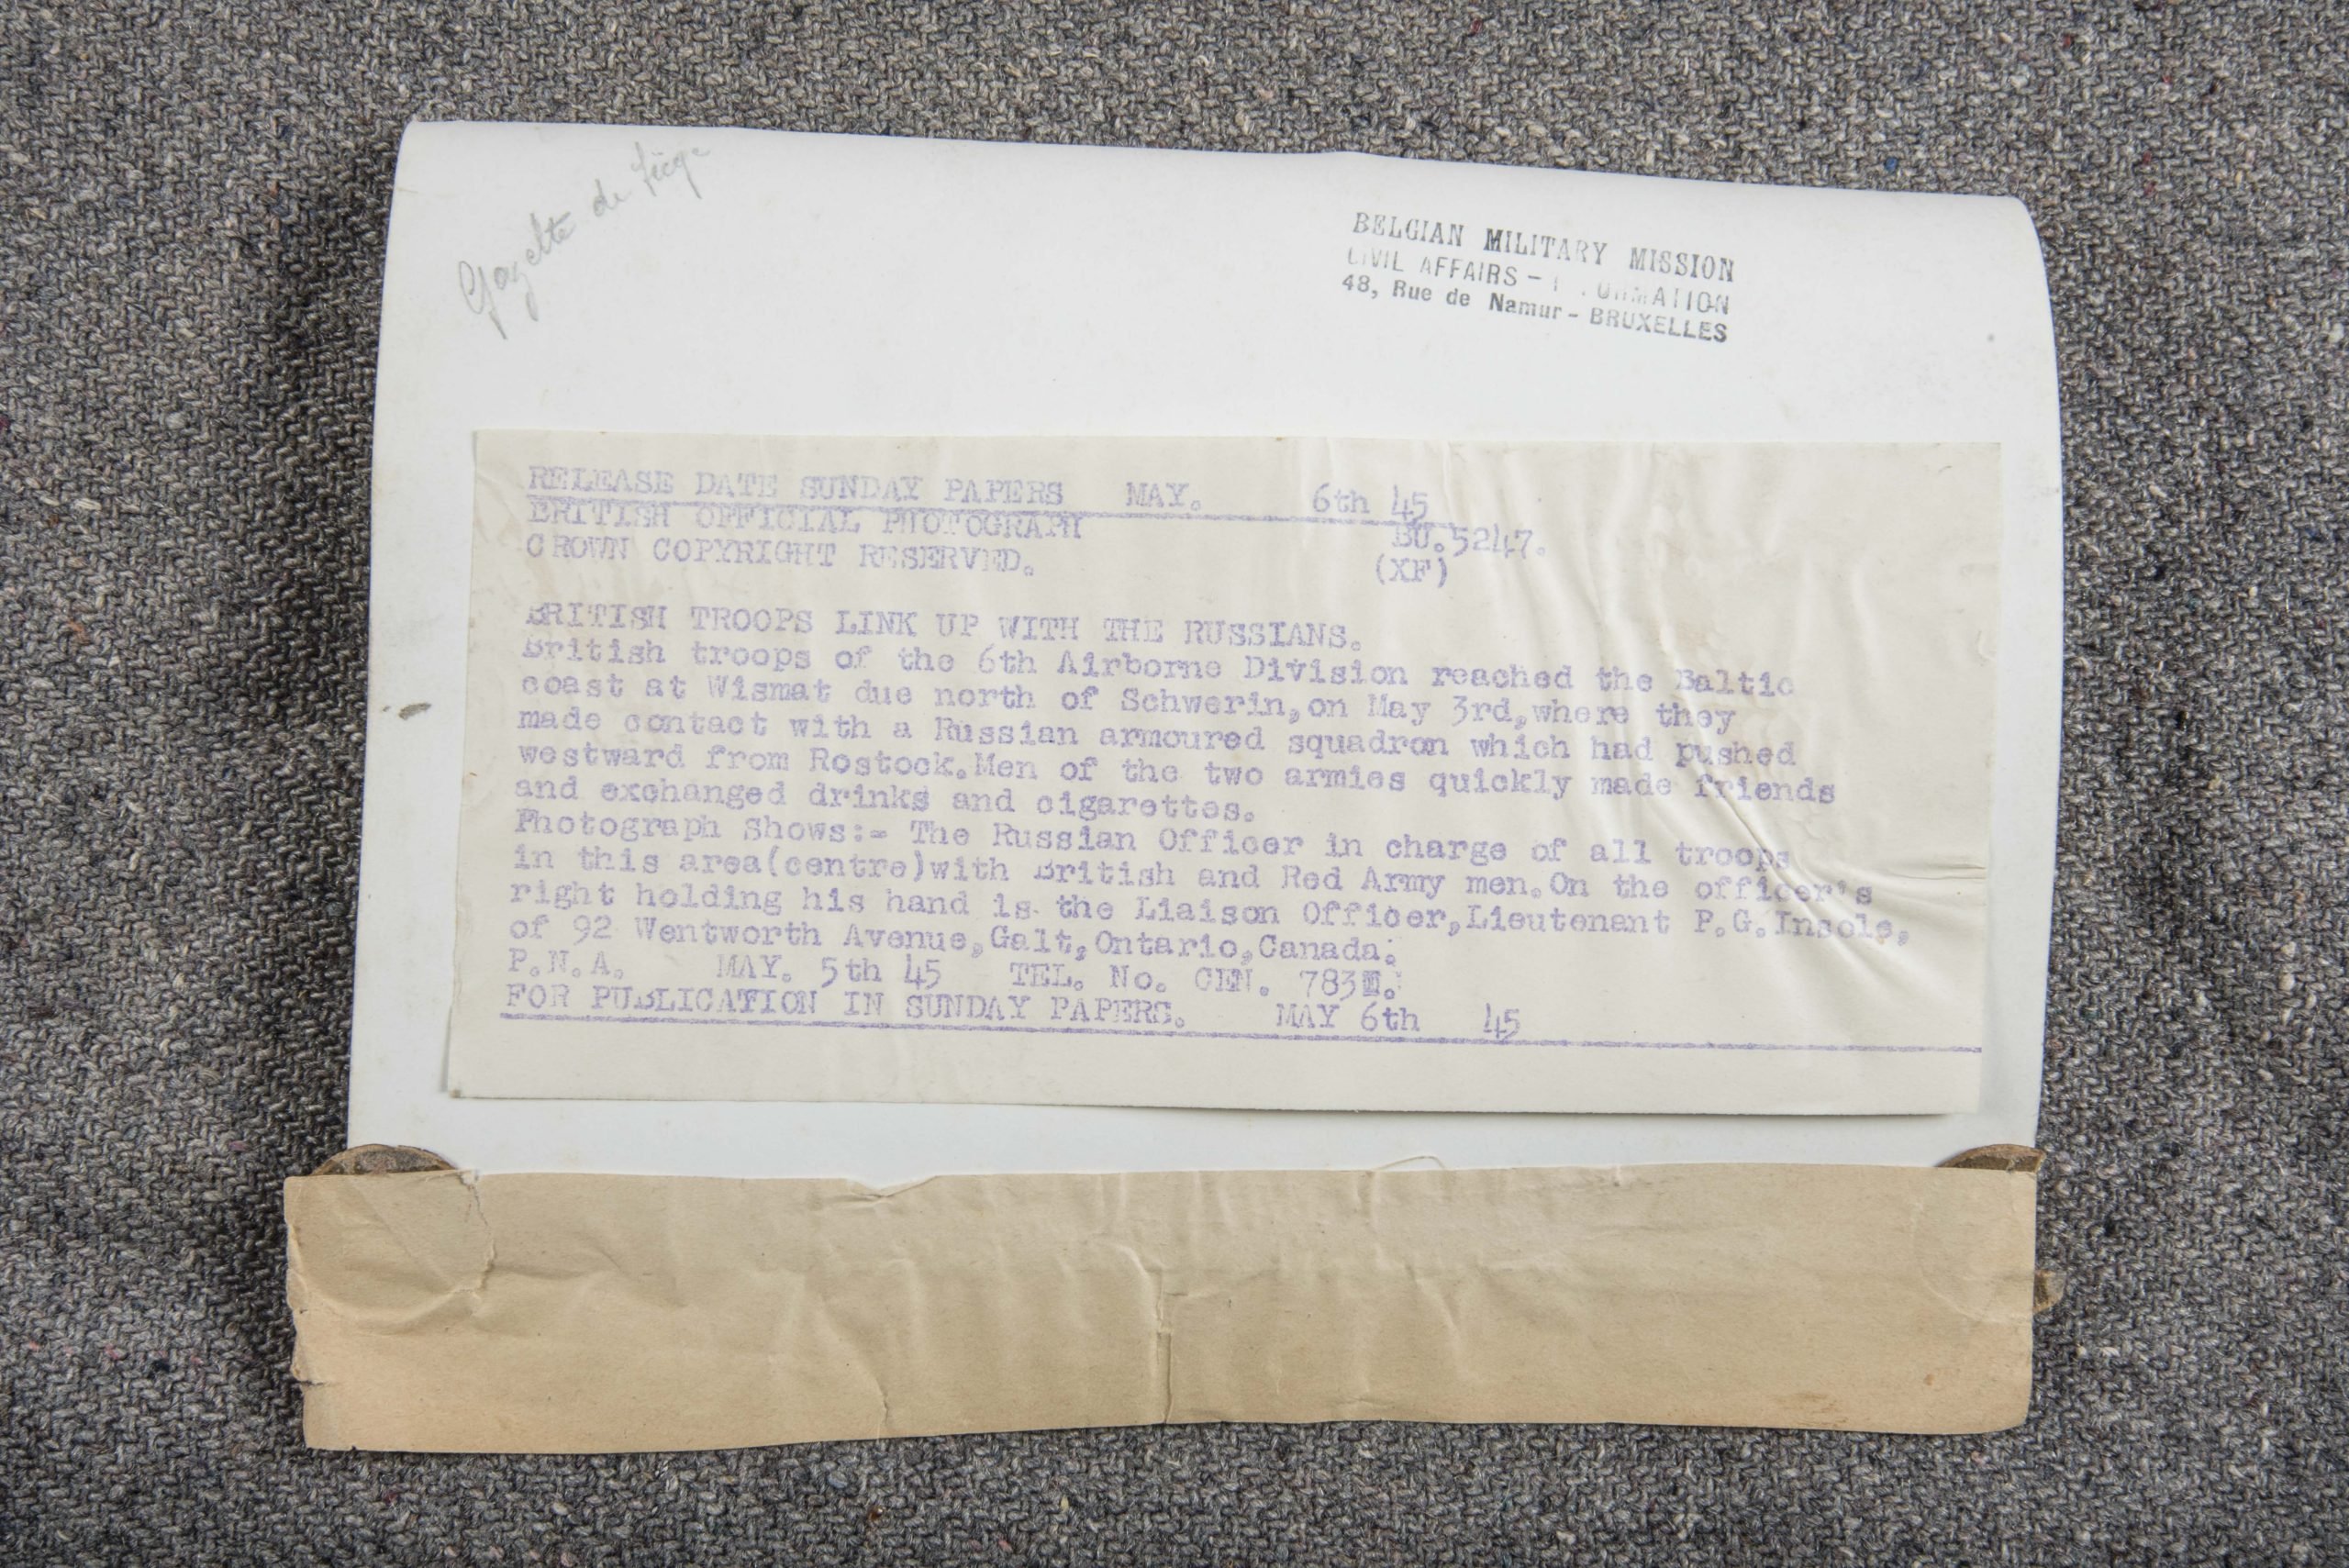 Gazette de Liége
BELGIAN MILITARY MISSION
CIVIL AFFAIRS -
48, Rue de Namur - BRUXELLES
RELEASE DATE SUNDAY PAPERS MAY. 6th 45
BRITISH OFFICIAL PHOTOGRAPH BU.5247.
CROWN COPYRIGHT RESERVED. (XF)
BRITISH TROOPS LINK UP WITH THE RUSSIANS.
British troops of the 6th Airborne Division reached the Baltic
coast at Wismat due north of Schwerin,on May 3rd,where they
made contact with a Russian armoured squadron which had pushed
westward from Rostock.Men of the two armies quickly made friends
and exchanged drinks and cigarettes.
Photograph Shows:- The Russian Officer in charge of all troops
in this area(centre)with British and Red Army men.On the officer's
right holding his hand is the Liaison Officer,Lieutenant P.G.Insole,
of 92 Wentworth Avenue,Galt,Ontario,Canada.
P.N.A. MAY. 5th 45 TEL. No. CEN.
FOR PUBLICATION IN SUNDAY PAPERS. MAY 6th 45